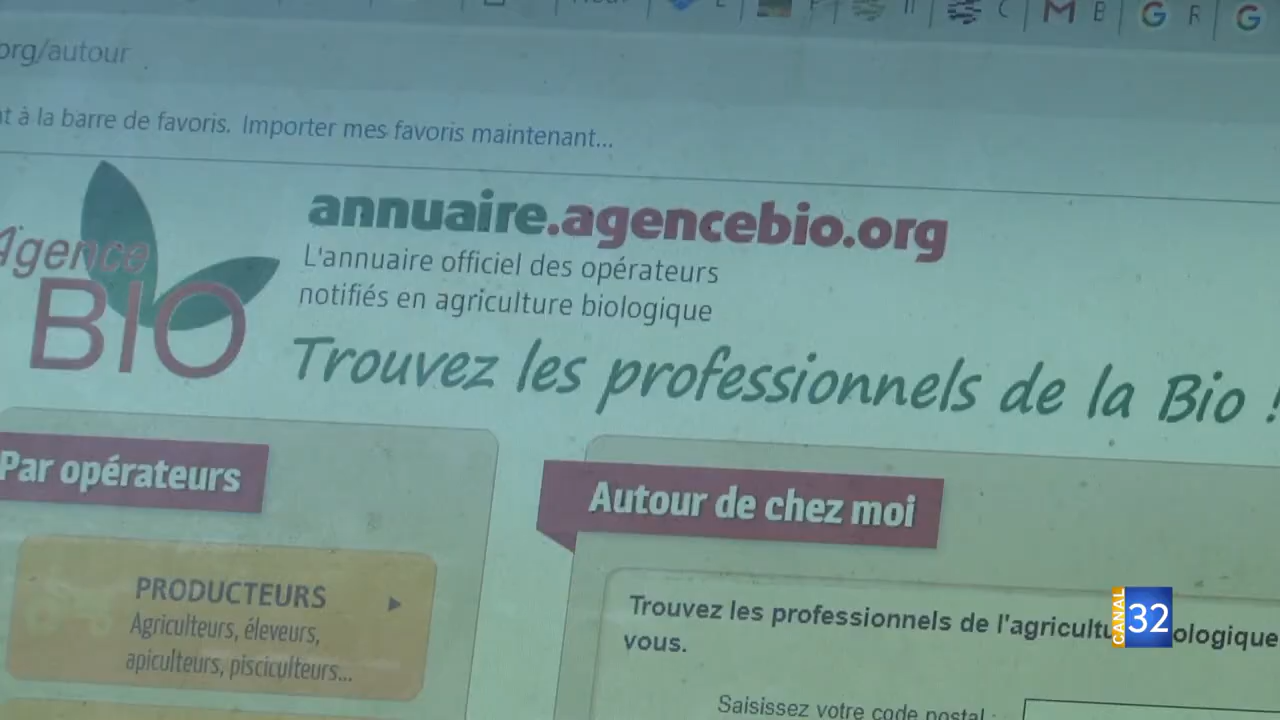 org/autour
t à la barre de favoris. Importer mes favoris maintenant...
Agence
BIO
annuaire.agencebio.org
L'annuaire officiel des opérateurs
notifiés en agriculture biologique
Trouvez les professionnels de la Bio !
Par opérateurs
PRODUCTEURS
Agriculteurs, éleveurs,
apiculteurs, pisciculteurs...
Autour de chez moi
Trouvez les professionnels de l'agricultu ologique
vous.
Saisissez votre code postal :
CANAL
32